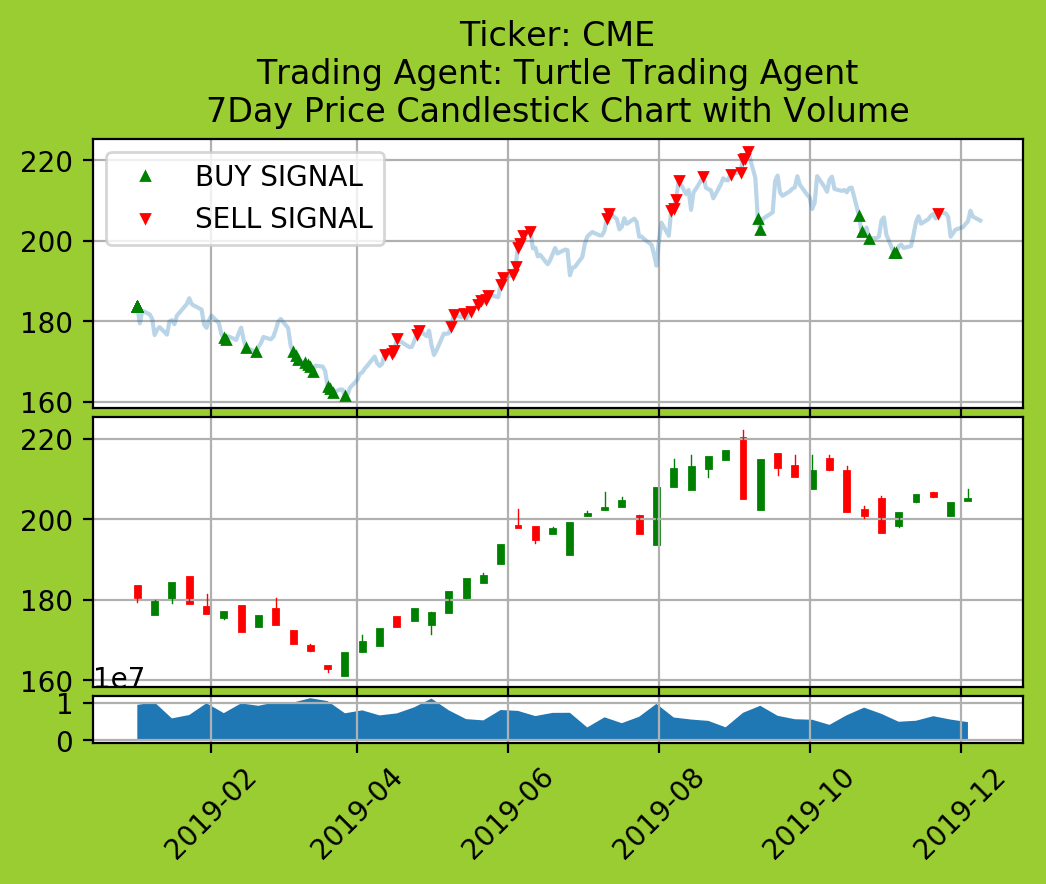 Ticker: CME
Trading Agent: Turtle Trading Agent
7Day Price Candlestick Chart with Volume
220
200
180
160
BUY SIGNAL
SELL SIGNAL
220
200
180
160
1e7
1
0
2019-02
2019-04
2019-06
2019-08
2019-10
2019-12